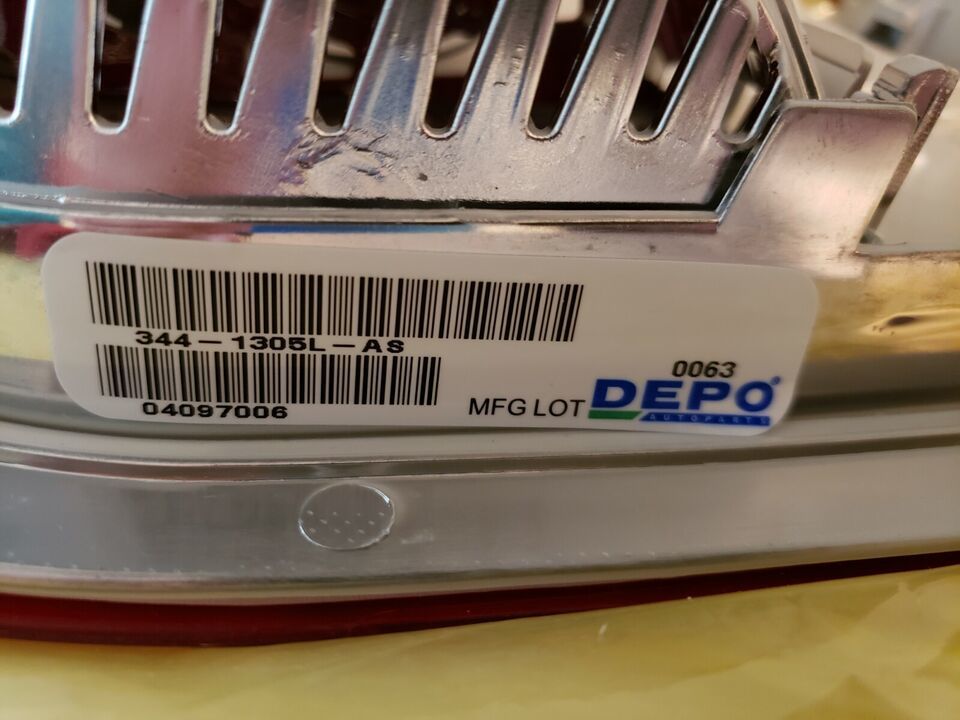 344-1305L-AS
04097006
0063
MFG LOT
DEPO®
AUTOPARTS